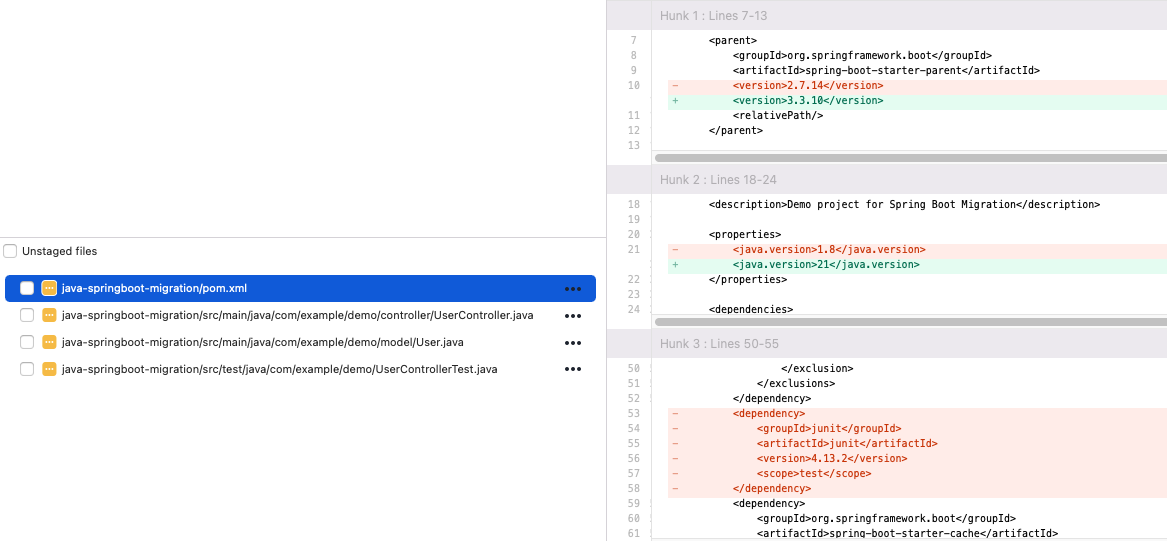 Unstaged files
java-springboot-migration/pom.xml
java-springboot-migration/src/main/java/com/example/demo/controller/UserController.java
java-springboot-migration/src/main/java/com/example/demo/model/User.java
java-springboot-migration/src/test/java/com/example/demo/UserControllerTest.java
Hunk 1 : Lines 7-13
7 <parent>
8 <groupId>org.springframework.boot</groupId>
9 <artifactId>spring-boot-starter-parent</artifactId>
10 - <version>2.7.14</version>
+ <version>3.3.10</version>
11 <relativePath/>
12 </parent>
13
Hunk 2 : Lines 18-24
18 <description>Demo project for Spring Boot Migration</description>
19
20 <properties>
21 - <java.version>1.8</java.version>
+ <java.version>21</java.version>
22 </properties>
23
24 <dependencies>
Hunk 3 : Lines 50-55
50 </exclusion>
51 </exclusions>
52 </dependency>
53 - <dependency>
54 - <groupId>junit</groupId>
55 - <artifactId>junit</artifactId>
56 - <version>4.13.2</version>
57 - <scope>test</scope>
58 - </dependency>
59 <dependency>
60 <groupId>org.springframework.boot</groupId>
61 <artifactId>spring-boot-starter-cache</artifactId>